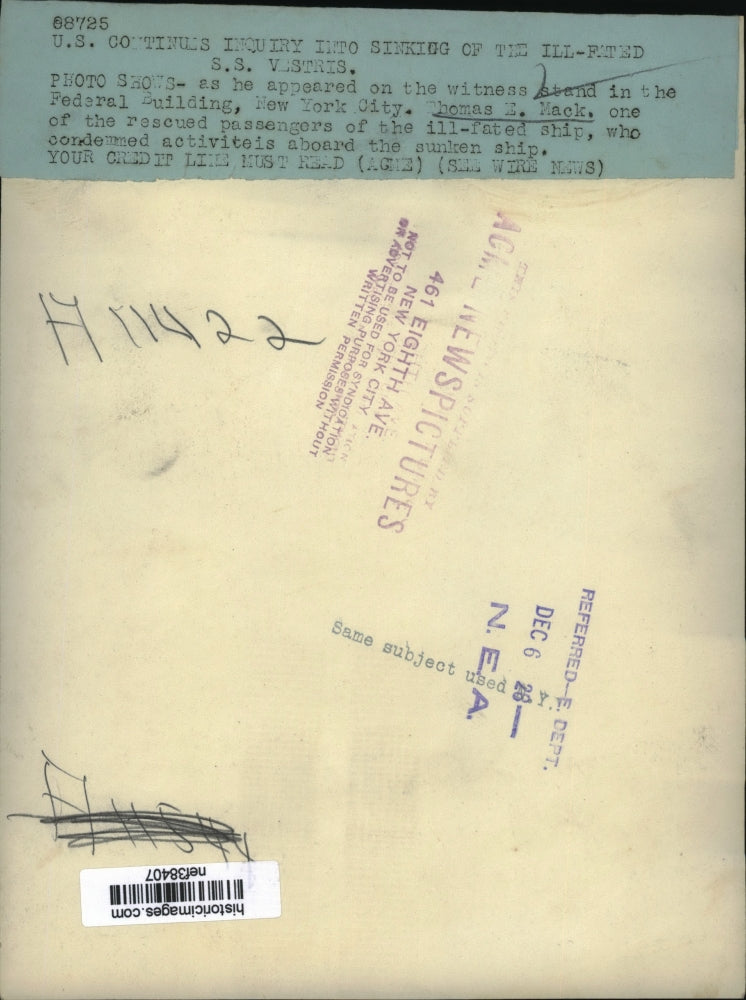 68725
U.S. CONTINUES INQUIRY INTO SINKING OF THE ILL-FATED
S.S. VESTRIS.
PHOTO SHOWS- as he appeared on the witness stand in the
Federal Building, New York City. Thomas E. Mack, one
of the rescued passengers of the ill-fated ship, who
condemned activiteis aboard the sunken ship.
YOUR CREDIT LINE MUST READ (ACME) (SEE WIRE NEWS)
ACME NEWSPICTURES
461 EIGHTH AVE.
NEW YORK CITY
NOT TO BE USED FOR SYNDICATION
OR ADVERTISING PURPOSES WITHOUT
WRITTEN PERMISSION
A 111422
REFERRED-E. DEPT.
DEC 6 28
N. E. A.
Same subject used
historicimages.com
nef38407